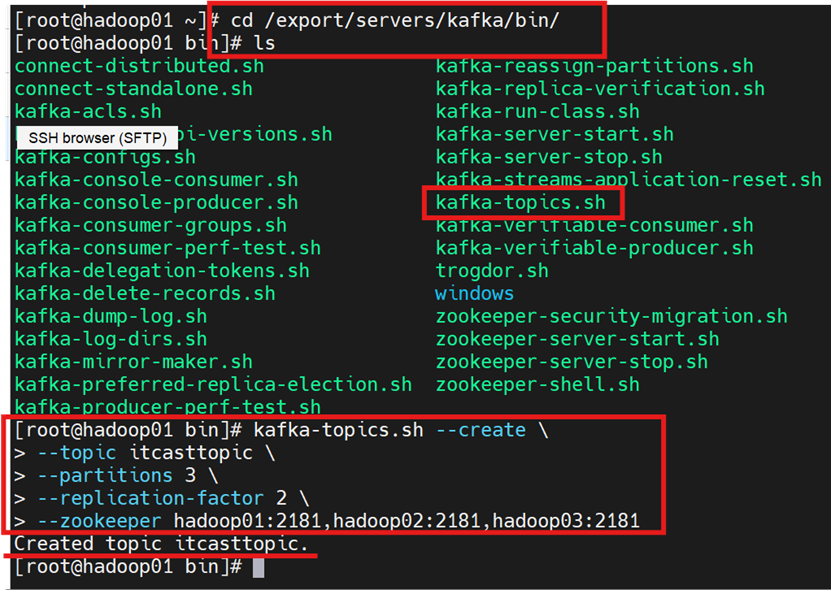 [root@hadoop01 ~]# cd /export/servers/kafka/bin/
[root@hadoop01 bin]# ls
connect-distributed.sh kafka-reassign-partitions.sh
connect-standalone.sh kafka-replica-verification.sh
kafka-acls.sh kafka-run-class.sh
SSH browser (SFTP) pi-versions.sh kafka-server-start.sh
kafka-configs.sh kafka-server-stop.sh
kafka-console-consumer.sh kafka-streams-application-reset.sh
kafka-console-producer.sh kafka-topics.sh
kafka-consumer-groups.sh kafka-verifiable-consumer.sh
kafka-consumer-perf-test.sh kafka-verifiable-producer.sh
kafka-delegation-tokens.sh trogdor.sh
kafka-delete-records.sh windows
kafka-dump-log.sh zookeeper-security-migration.sh
kafka-log-dirs.sh zookeeper-server-start.sh
kafka-mirror-maker.sh zookeeper-server-stop.sh
kafka-preferred-replica-election.sh zookeeper-shell.sh
kafka-producer-perf-test.sh
[root@hadoop01 bin]# kafka-topics.sh --create \
> --topic itcasttopic \
> --partitions 3 \
> --replication-factor 2 \
> --zookeeper hadoop01:2181,hadoop02:2181,hadoop03:2181
Created topic itcasttopic.
[root@hadoop01 bin]#